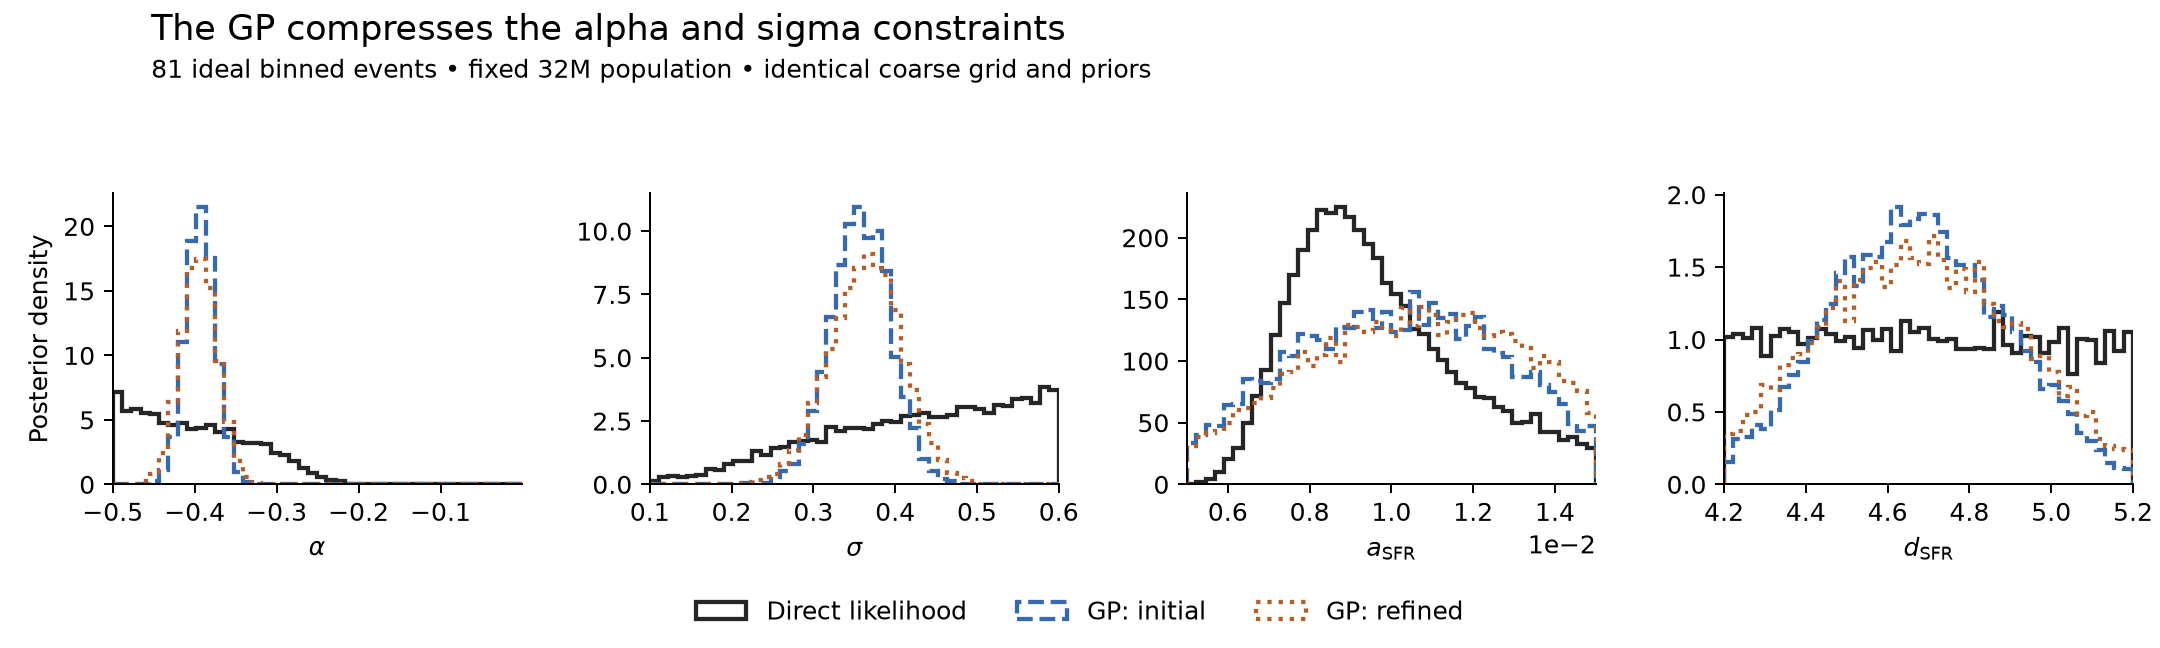 The GP compresses the alpha and sigma constraints
81 ideal binned events • fixed 32M population • identical coarse grid and priors
Posterior density
20
15
10
5
0
−0.5 −0.4 −0.3 −0.2 −0.1
α
10.0
7.5
5.0
2.5
0.0
0.1 0.2 0.3 0.4 0.5 0.6
σ
200
150
100
50
0
0.6 0.8 1.0 1.2 1.4
1e−2
a_SFR
2.0
1.5
1.0
0.5
0.0
4.2 4.4 4.6 4.8 5.0 5.2
d_SFR
Direct likelihood GP: initial GP: refined